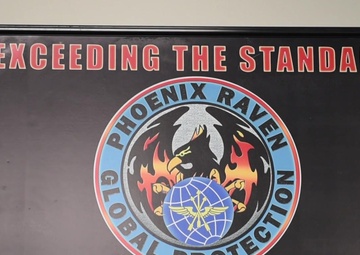 EXCEEDING THE STANDA
PHOENIX RAVEN
GLOBAL PROTECTION